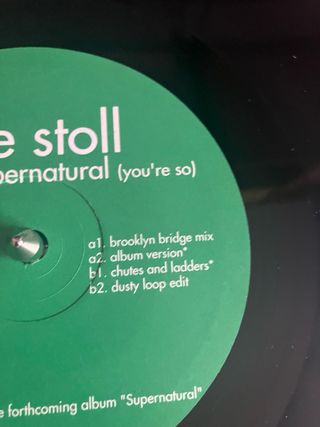 e stoll
pernatural (you're so)
a1. brooklyn bridge mix
a2. album version*
b1. chutes and ladders*
b2. dusty loop edit
e forthcoming album "Supernatural"